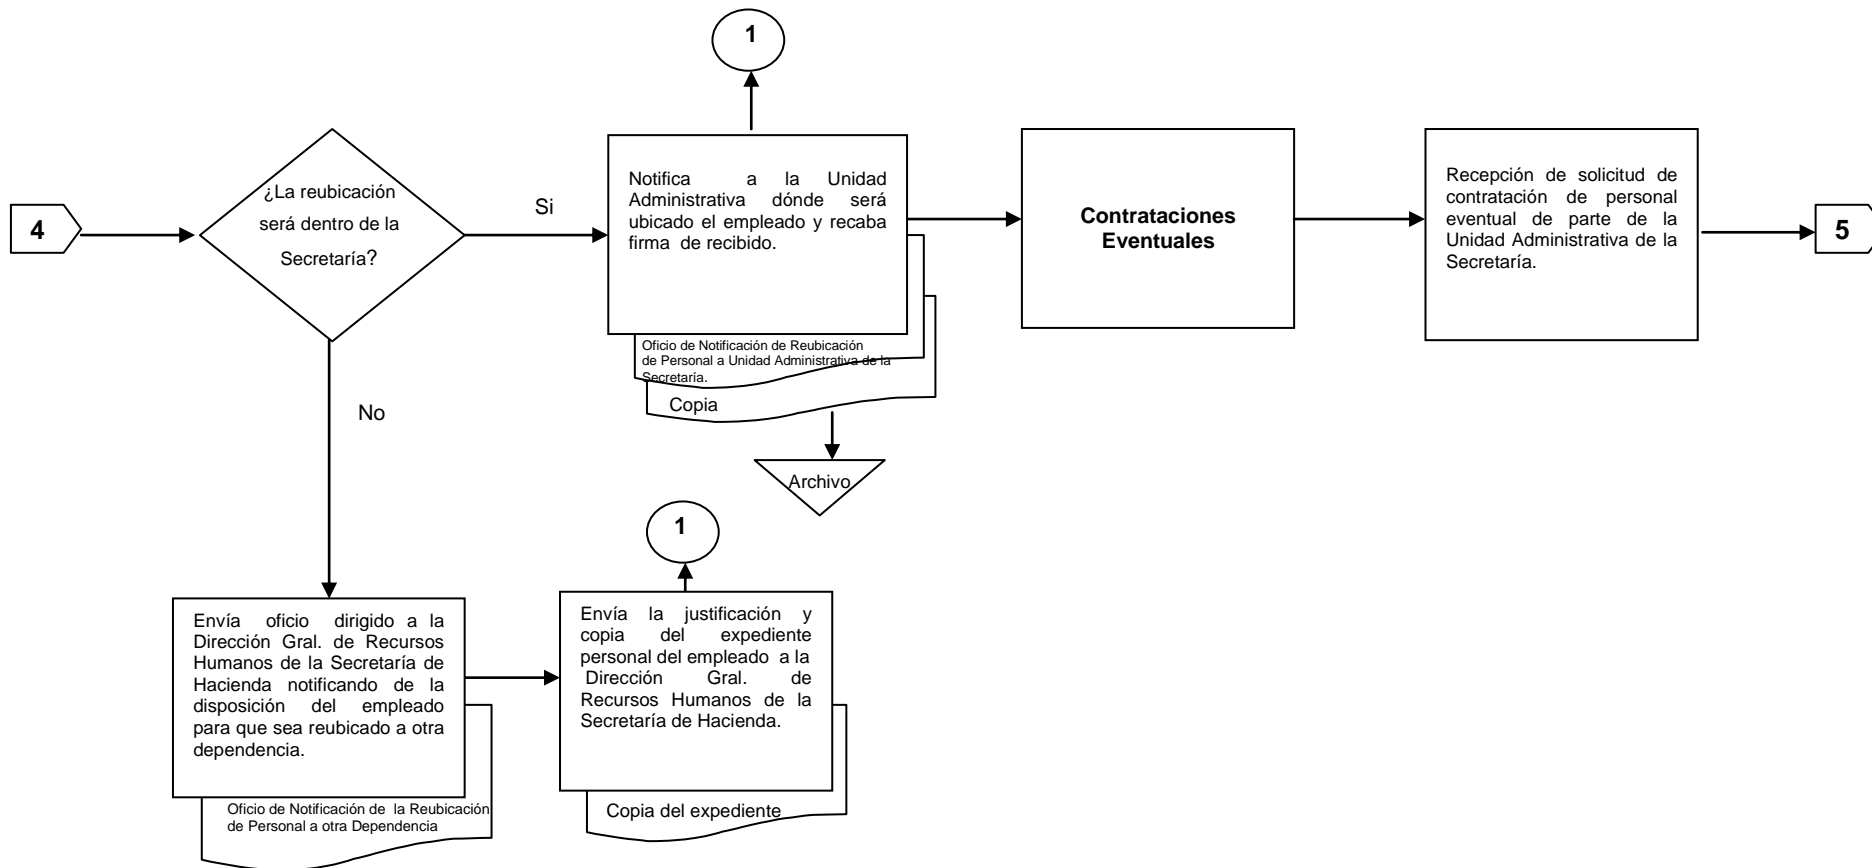 1
4
¿La reubicación
será dentro de la
Secretaría?
Si
Notifica a la Unidad
Administrativa dónde será
ubicado el empleado y recaba
firma de recibido.
Oficio de Notificación de Reubicación
de Personal a Unidad Administrativa de la
Secretaría.
Copia
Archivo
Contrataciones
Eventuales
Recepción de solicitud de
contratación de personal
eventual de parte de la
Unidad Administrativa de la
Secretaría.
5
No
Envía oficio dirigido a la
Dirección Gral. de Recursos
Humanos de la Secretaría de
Hacienda notificando de la
disposición del empleado
para que sea reubicado a otra
dependencia.
Oficio de Notificación de la Reubicación
de Personal a otra Dependencia
1
Envía la justificación y
copia del expediente
personal del empleado a la
Dirección Gral. de
Recursos Humanos de la
Secretaría de Hacienda.
Copia del expediente